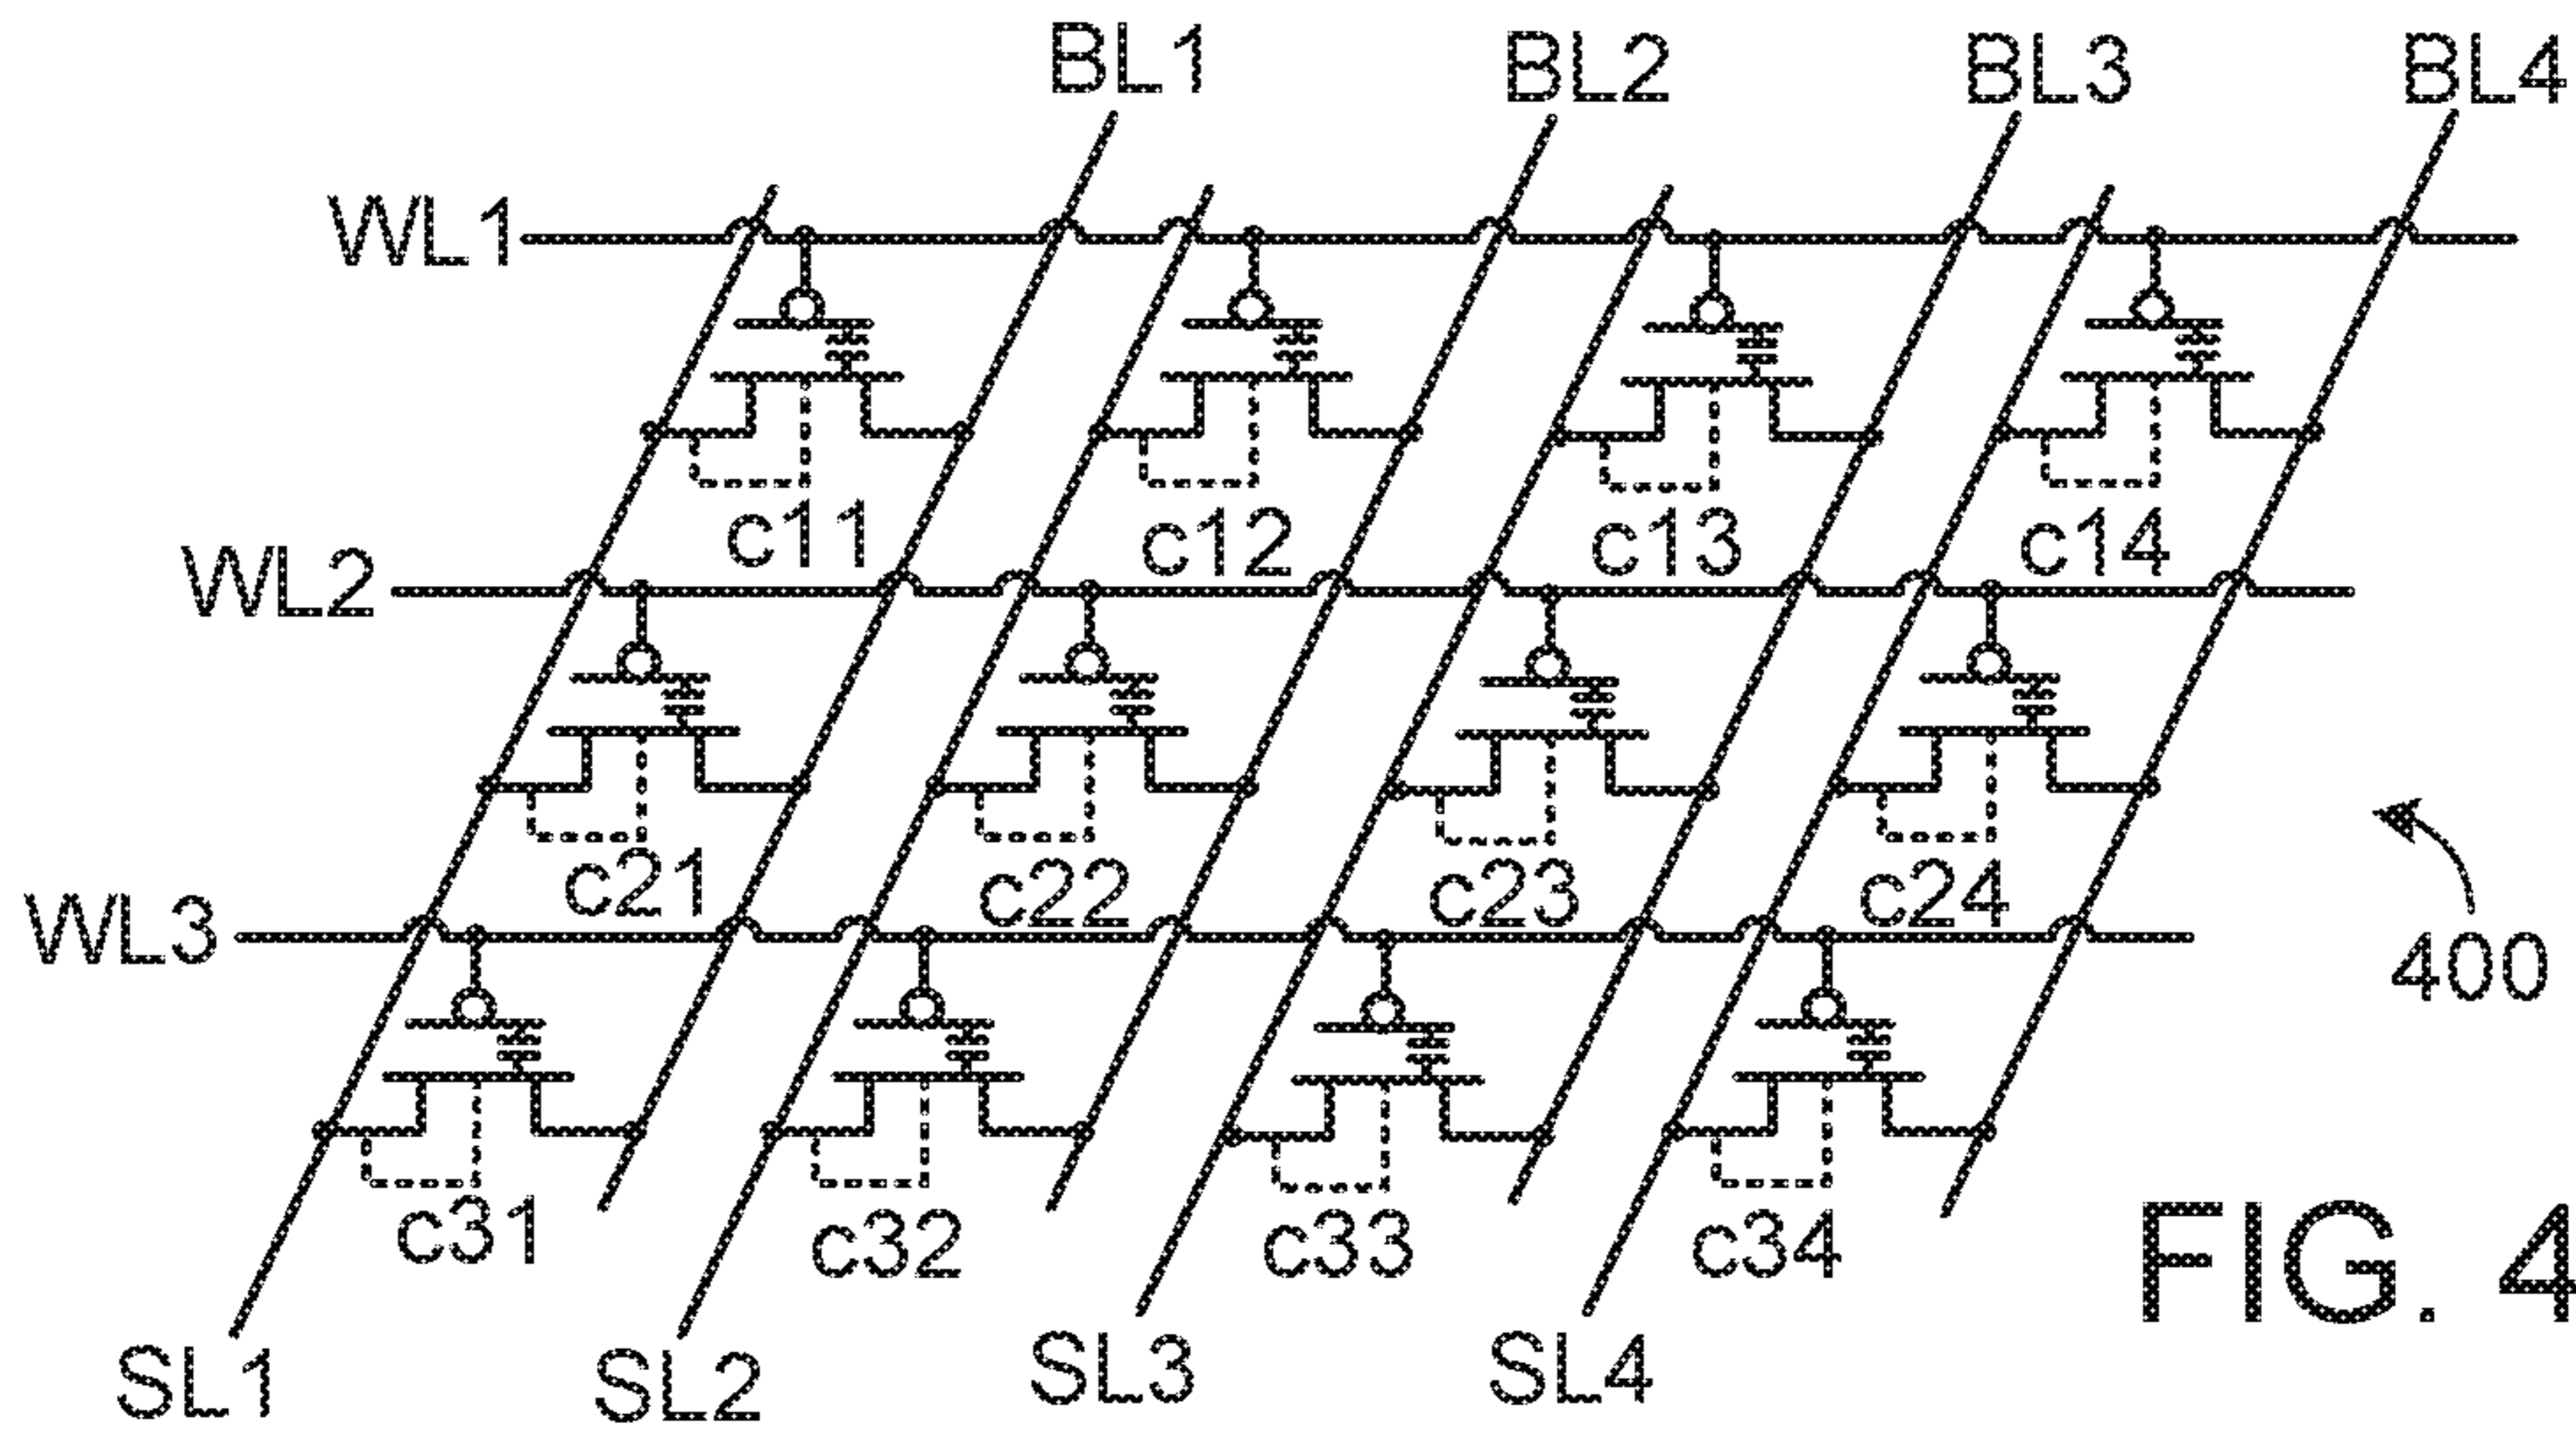 BL1 BL2 BL3 BL4
WL1
c11 c12 c13 c14
WL2
c21 c22 c23 c24
WL3
400
c31 c32 c33 c34
FIG. 4
SL1 SL2 SL3 SL4